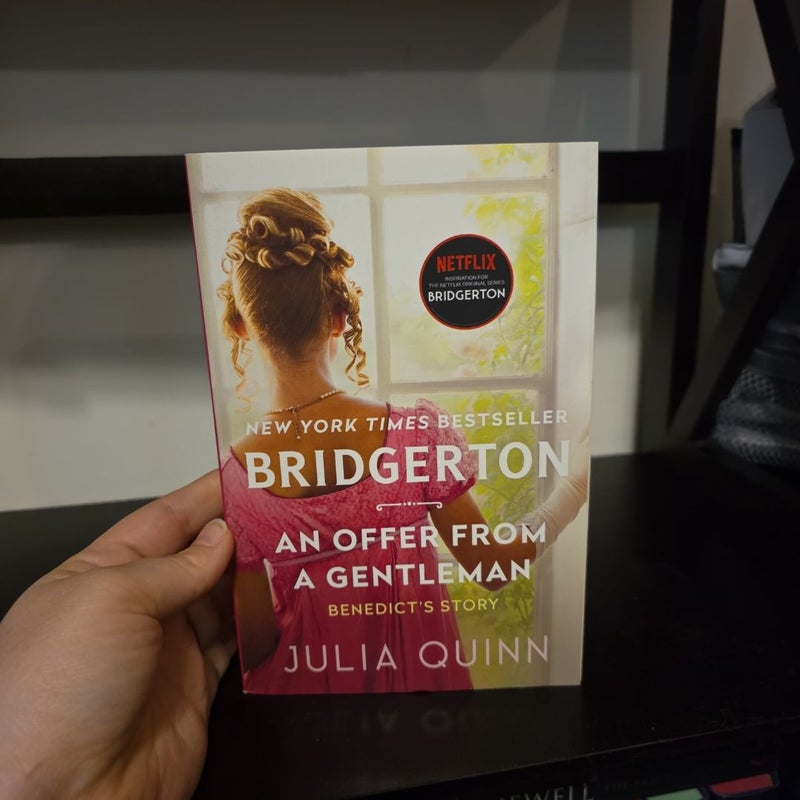 NETFLIX
INSPIRATION FOR
THE NETFLIX ORIGINAL SERIES
BRIDGERTON
NEW YORK TIMES BESTSELLER
BRIDGERTON
AN OFFER FROM
A GENTLEMAN
BENEDICT'S STORY
JULIA QUINN